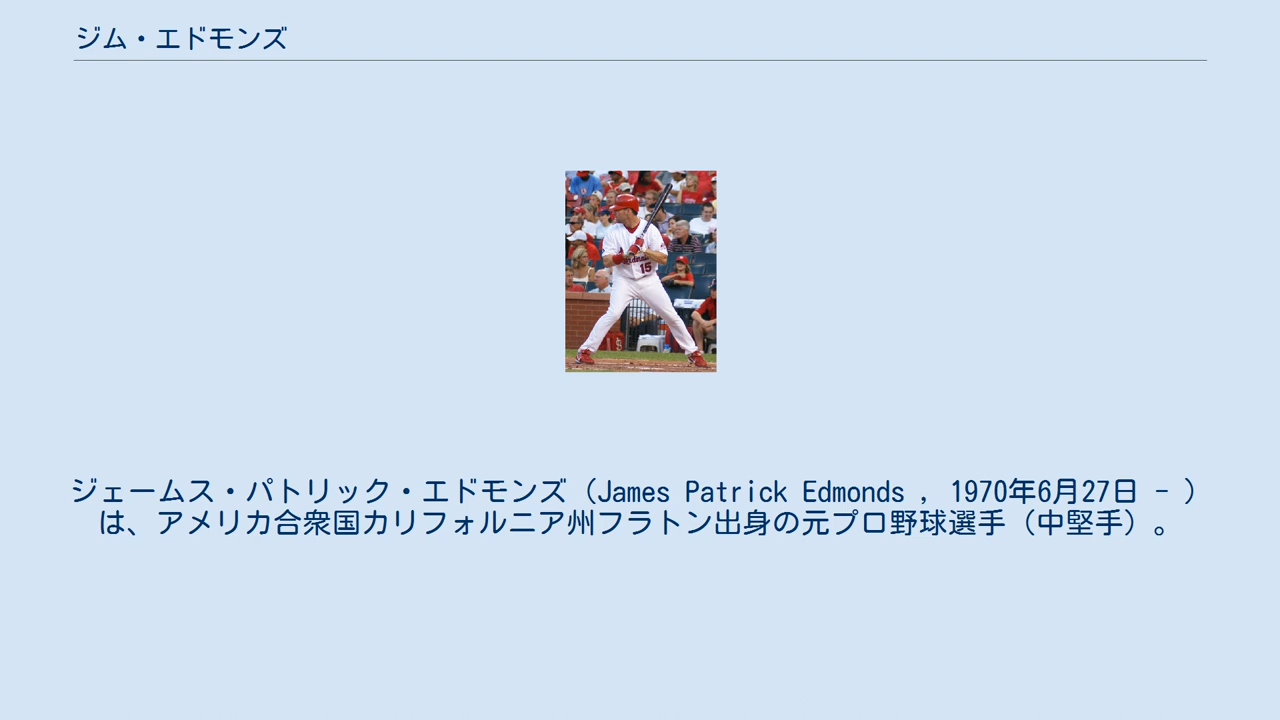 ジム・エドモンズ
15
ジェームス・パトリック・エドモンズ（James Patrick Edmonds , 1970年6月27日 - ）
は、アメリカ合衆国カリフォルニア州フラトン出身の元プロ野球選手（中堅手）。